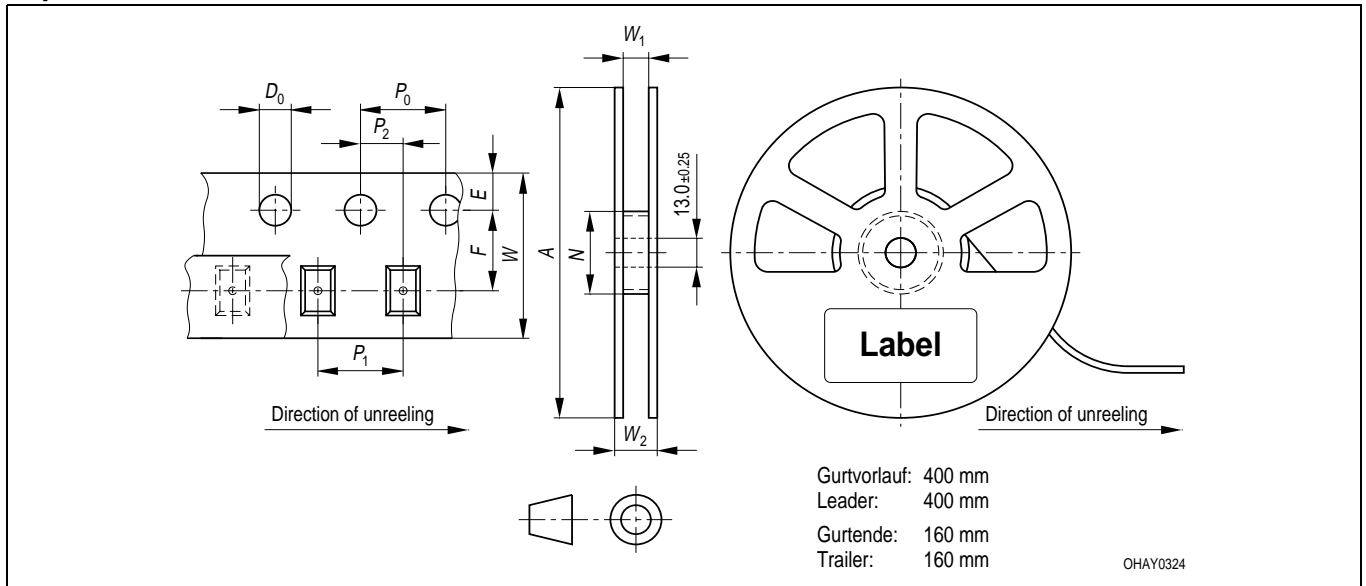 W₁
D₀
P₀
P₂
E
F
W
A
N
13.0±0.25
P₁
W₂
Direction of unreeling
Label
Direction of unreeling
Gurtvorlauf: 400 mm
Leader: 400 mm
Gurtende: 160 mm
Trailer: 160 mm
OHAY0324